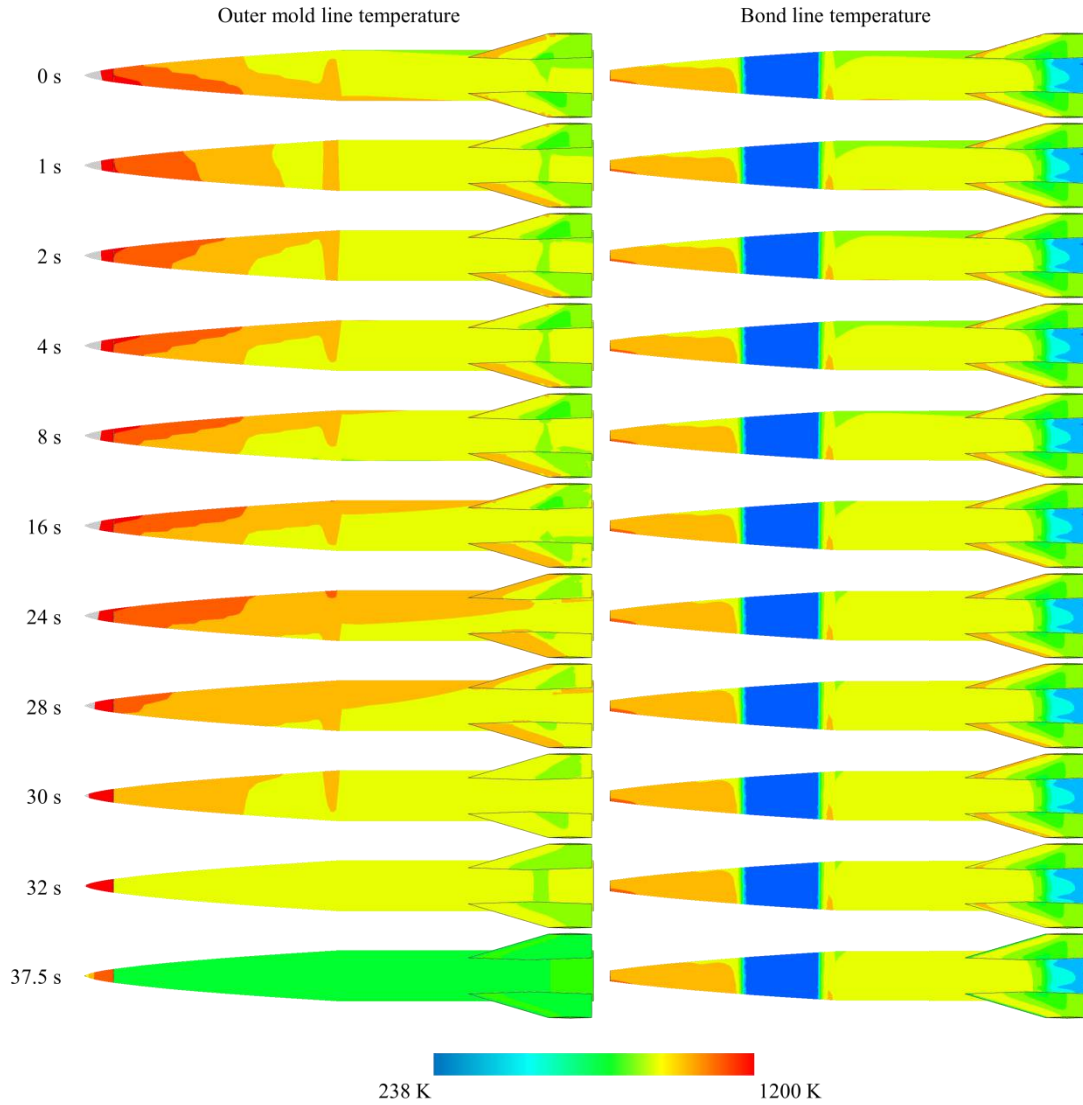 Outer mold line temperature
Bond line temperature
0 s
1 s
2 s
4 s
8 s
16 s
24 s
28 s
30 s
32 s
37.5 s
238 K
1200 K